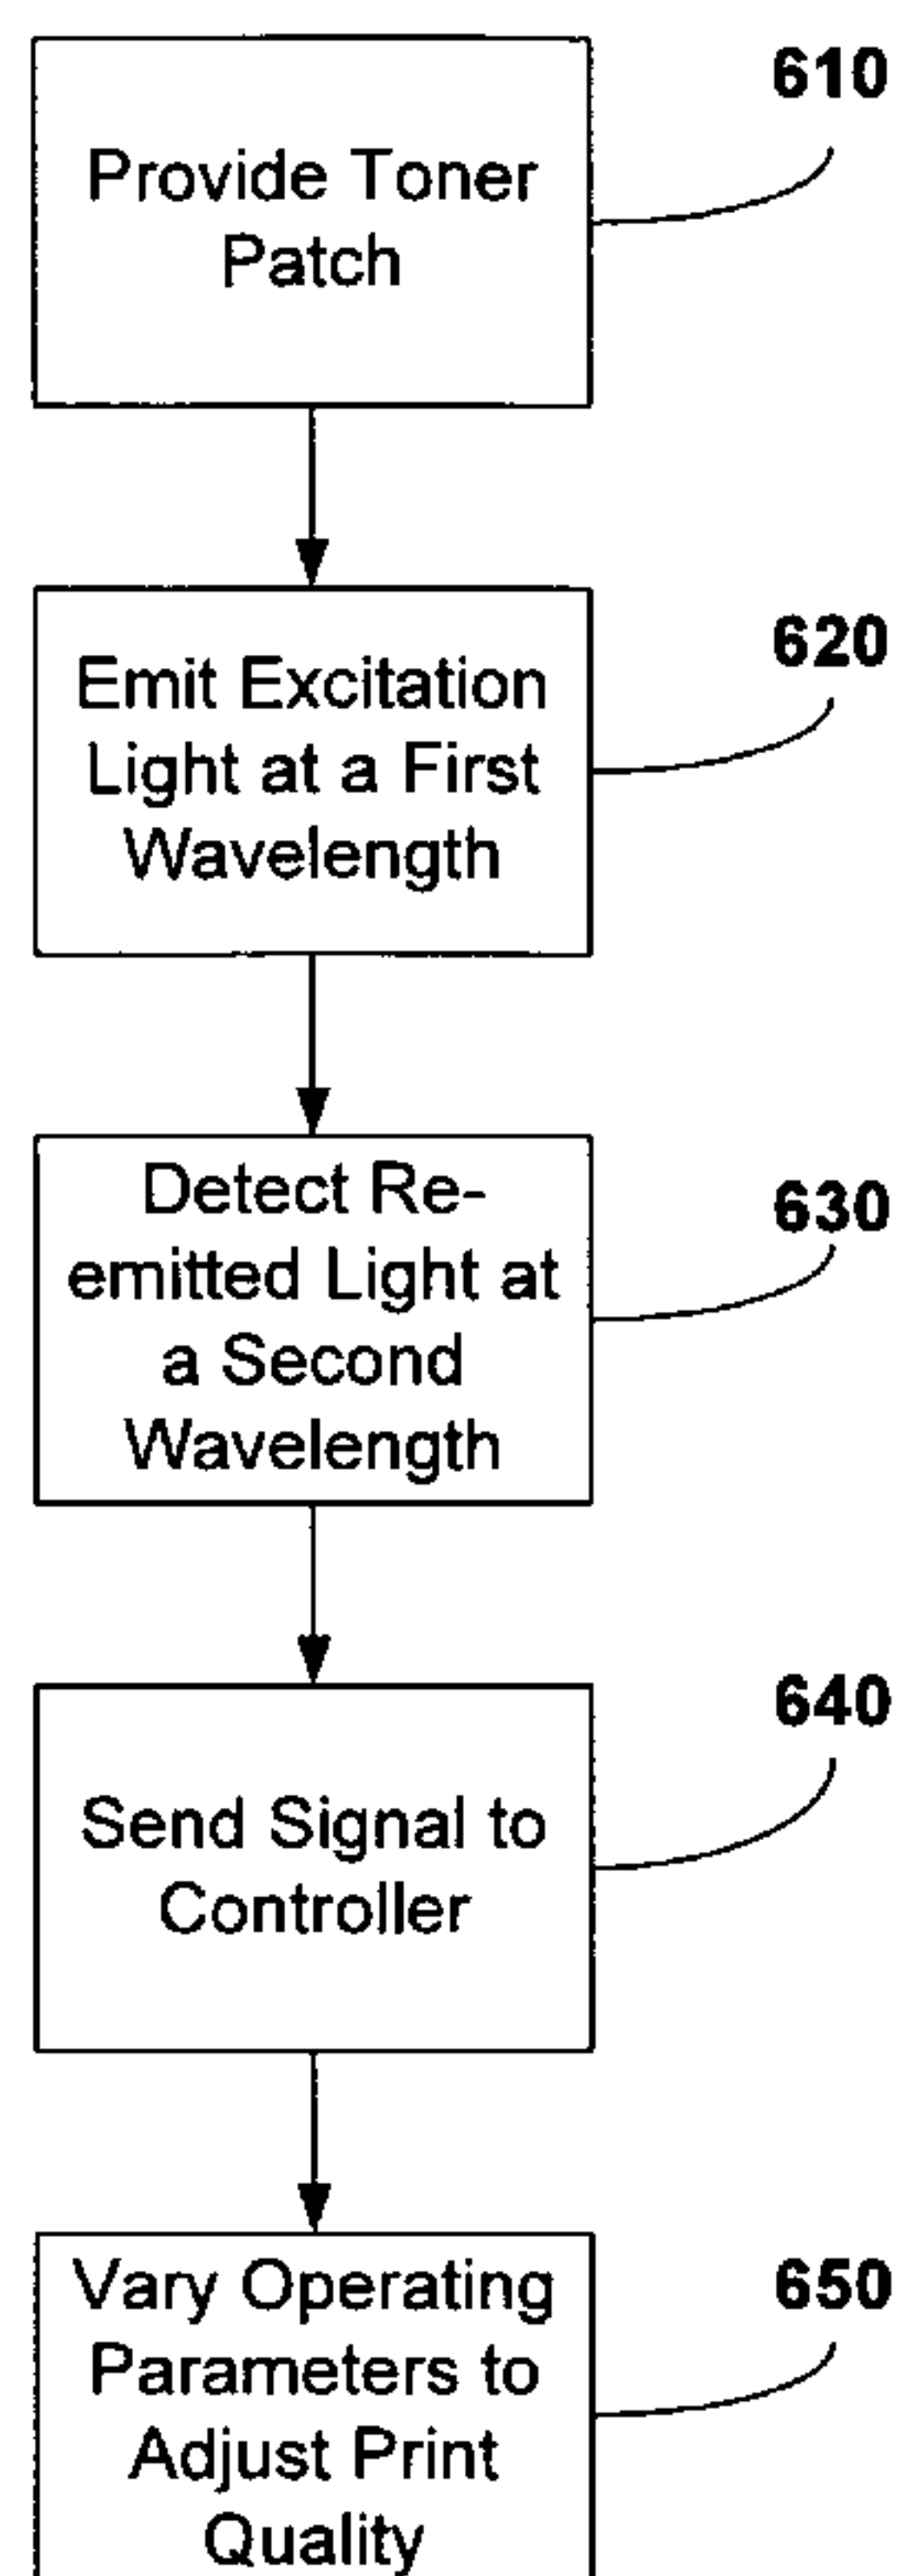 610
Provide Toner
Patch
620
Emit Excitation
Light at a First
Wavelength
630
Detect Re-
emitted Light at
a Second
Wavelength
640
Send Signal to
Controller
650
Vary Operating
Parameters to
Adjust Print
Quality